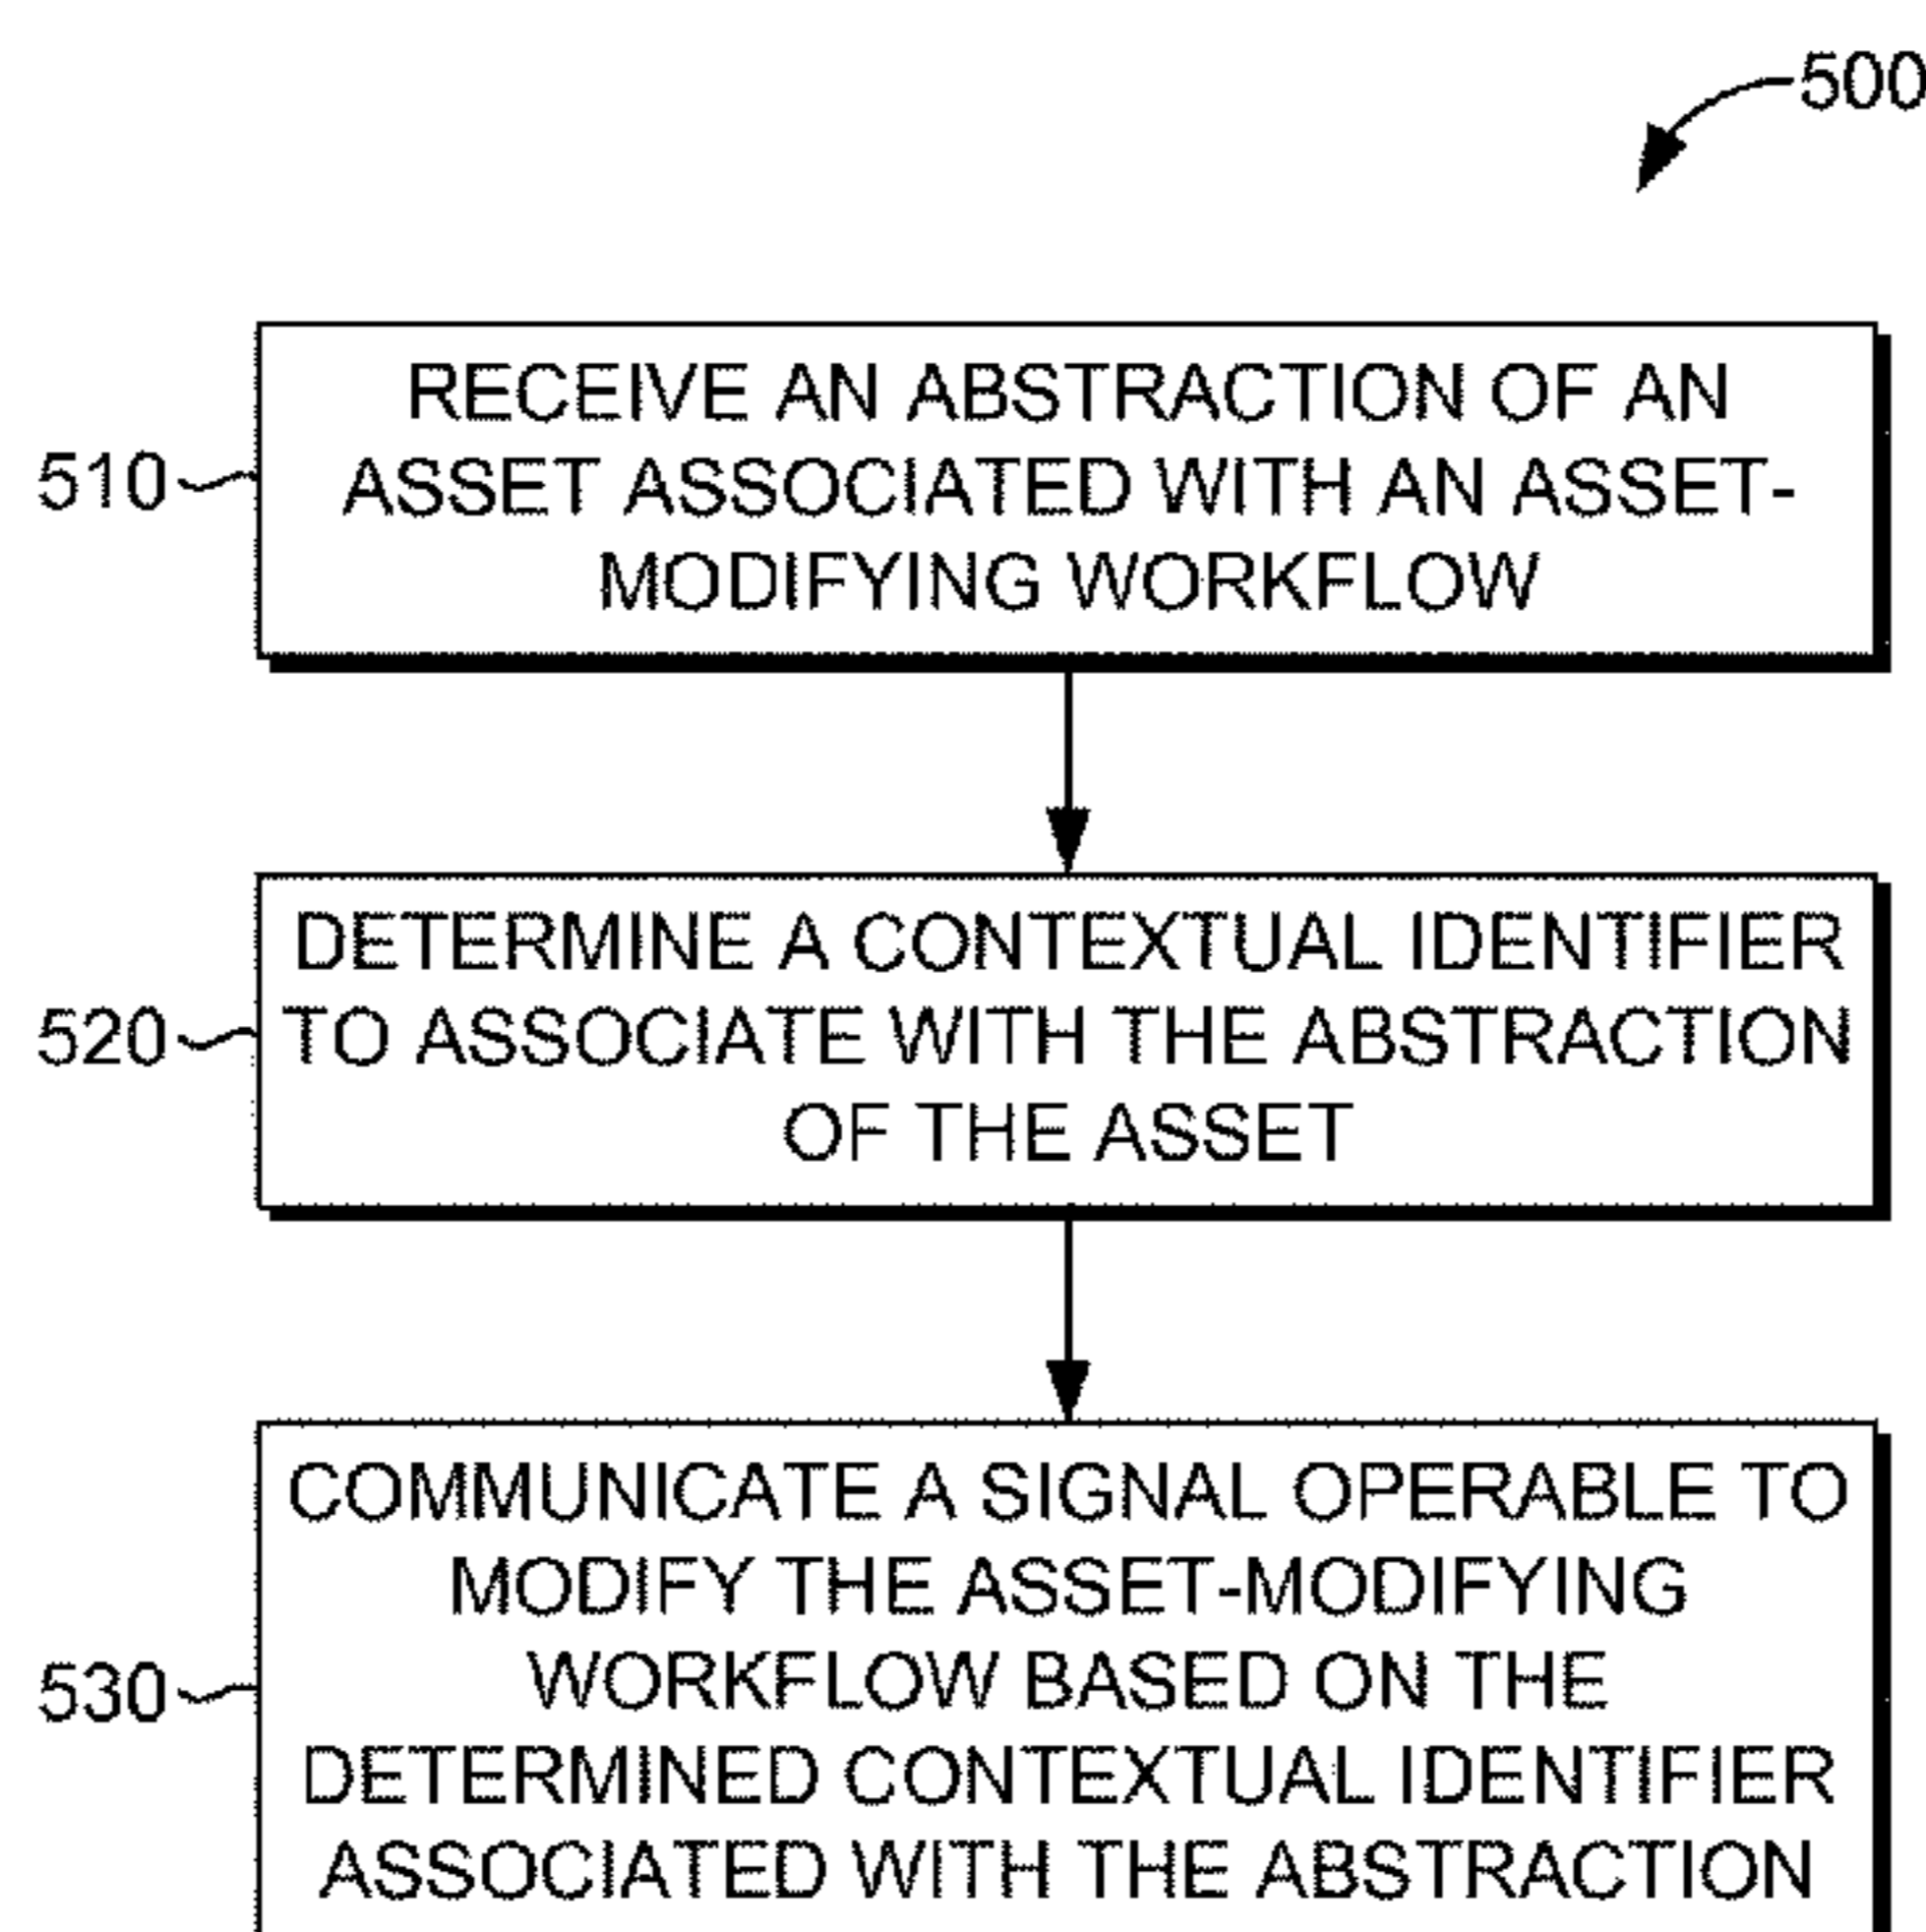 500
RECEIVE AN ABSTRACTION OF AN
510
ASSET ASSOCIATED WITH AN ASSET-
MODIFYING WORKFLOW
DETERMINE A CONTEXTUAL IDENTIFIER
520
TO ASSOCIATE WITH THE ABSTRACTION
OF THE ASSET
COMMUNICATE A SIGNAL OPERABLE TO
MODIFY THE ASSET-MODIFYING
530
WORKFLOW BASED ON THE
DETERMINED CONTEXTUAL IDENTIFIER
ASSOCIATED WITH THE ABSTRACTION